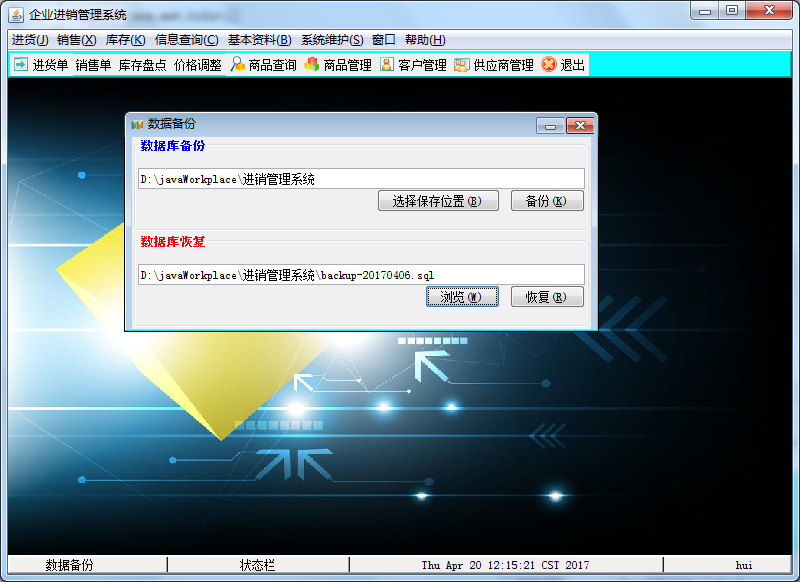 企业进销管理系统
进货(J) 销售(X) 库存(K) 信息查询(C) 基本资料(B) 系统维护(S) 窗口 帮助(H)
进货单 销售单 库存盘点 价格调整 商品查询 商品管理 客户管理 供应商管理 退出
数据备份
数据库备份
D:\javaWorkplace\进销管理系统
选择保存位置(B) 备份(K)
数据库恢复
D:\javaWorkplace\进销管理系统\backup-20170406.sql
浏览(W) 恢复(R)
数据备份 状态栏 Thu Apr 20 12:15:21 CST 2017 hui